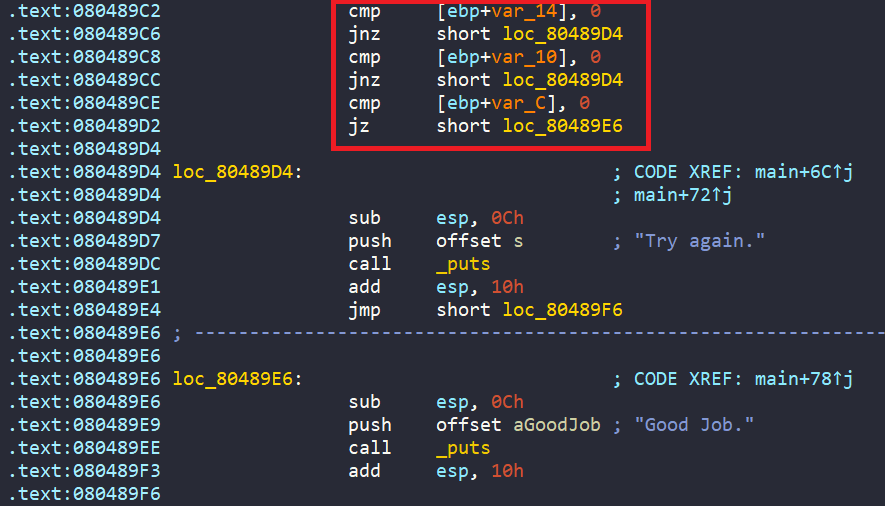 .text:080489C2                 cmp     [ebp+var_14], 0
.text:080489C6                 jnz     short loc_80489D4
.text:080489C8                 cmp     [ebp+var_10], 0
.text:080489CC                 jnz     short loc_80489D4
.text:080489CE                 cmp     [ebp+var_C], 0
.text:080489D2                 jz      short loc_80489E6
.text:080489D4
.text:080489D4 loc_80489D4:                            ; CODE XREF: main+6C↑j
.text:080489D4                                         ; main+72↑j
.text:080489D4                 sub     esp, 0Ch
.text:080489D7                 push    offset s        ; "Try again."
.text:080489DC                 call    _puts
.text:080489E1                 add     esp, 10h
.text:080489E4                 jmp     short loc_80489F6
.text:080489E6 ; ---------------------------------------------------------------
.text:080489E6
.text:080489E6 loc_80489E6:                            ; CODE XREF: main+78↑j
.text:080489E6                 sub     esp, 0Ch
.text:080489E9                 push    offset aGoodJob ; "Good Job."
.text:080489EE                 call    _puts
.text:080489F3                 add     esp, 10h
.text:080489F6